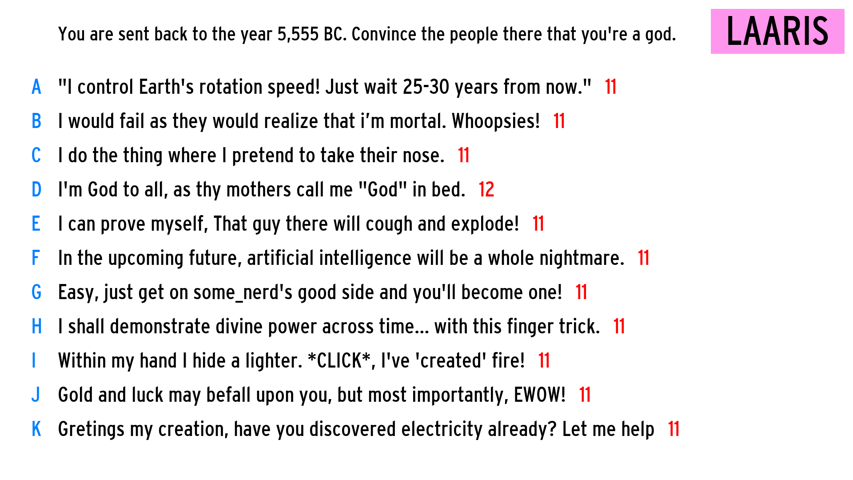 You are sent back to the year 5,555 BC. Convince the people there that you're a god.
LAARIS
A "I control Earth's rotation speed! Just wait 25-30 years from now." 11
B I would fail as they would realize that i’m mortal. Whoopsies! 11
C I do the thing where I pretend to take their nose. 11
D I'm God to all, as thy mothers call me "God" in bed. 12
E I can prove myself, That guy there will cough and explode! 11
F In the upcoming future, artificial intelligence will be a whole nightmare. 11
G Easy, just get on some_nerd's good side and you'll become one! 11
H I shall demonstrate divine power across time... with this finger trick. 11
I Within my hand I hide a lighter. *CLICK*, I've 'created' fire! 11
J Gold and luck may befall upon you, but most importantly, EWOW! 11
K Gretings my creation, have you discovered electricity already? Let me help 11